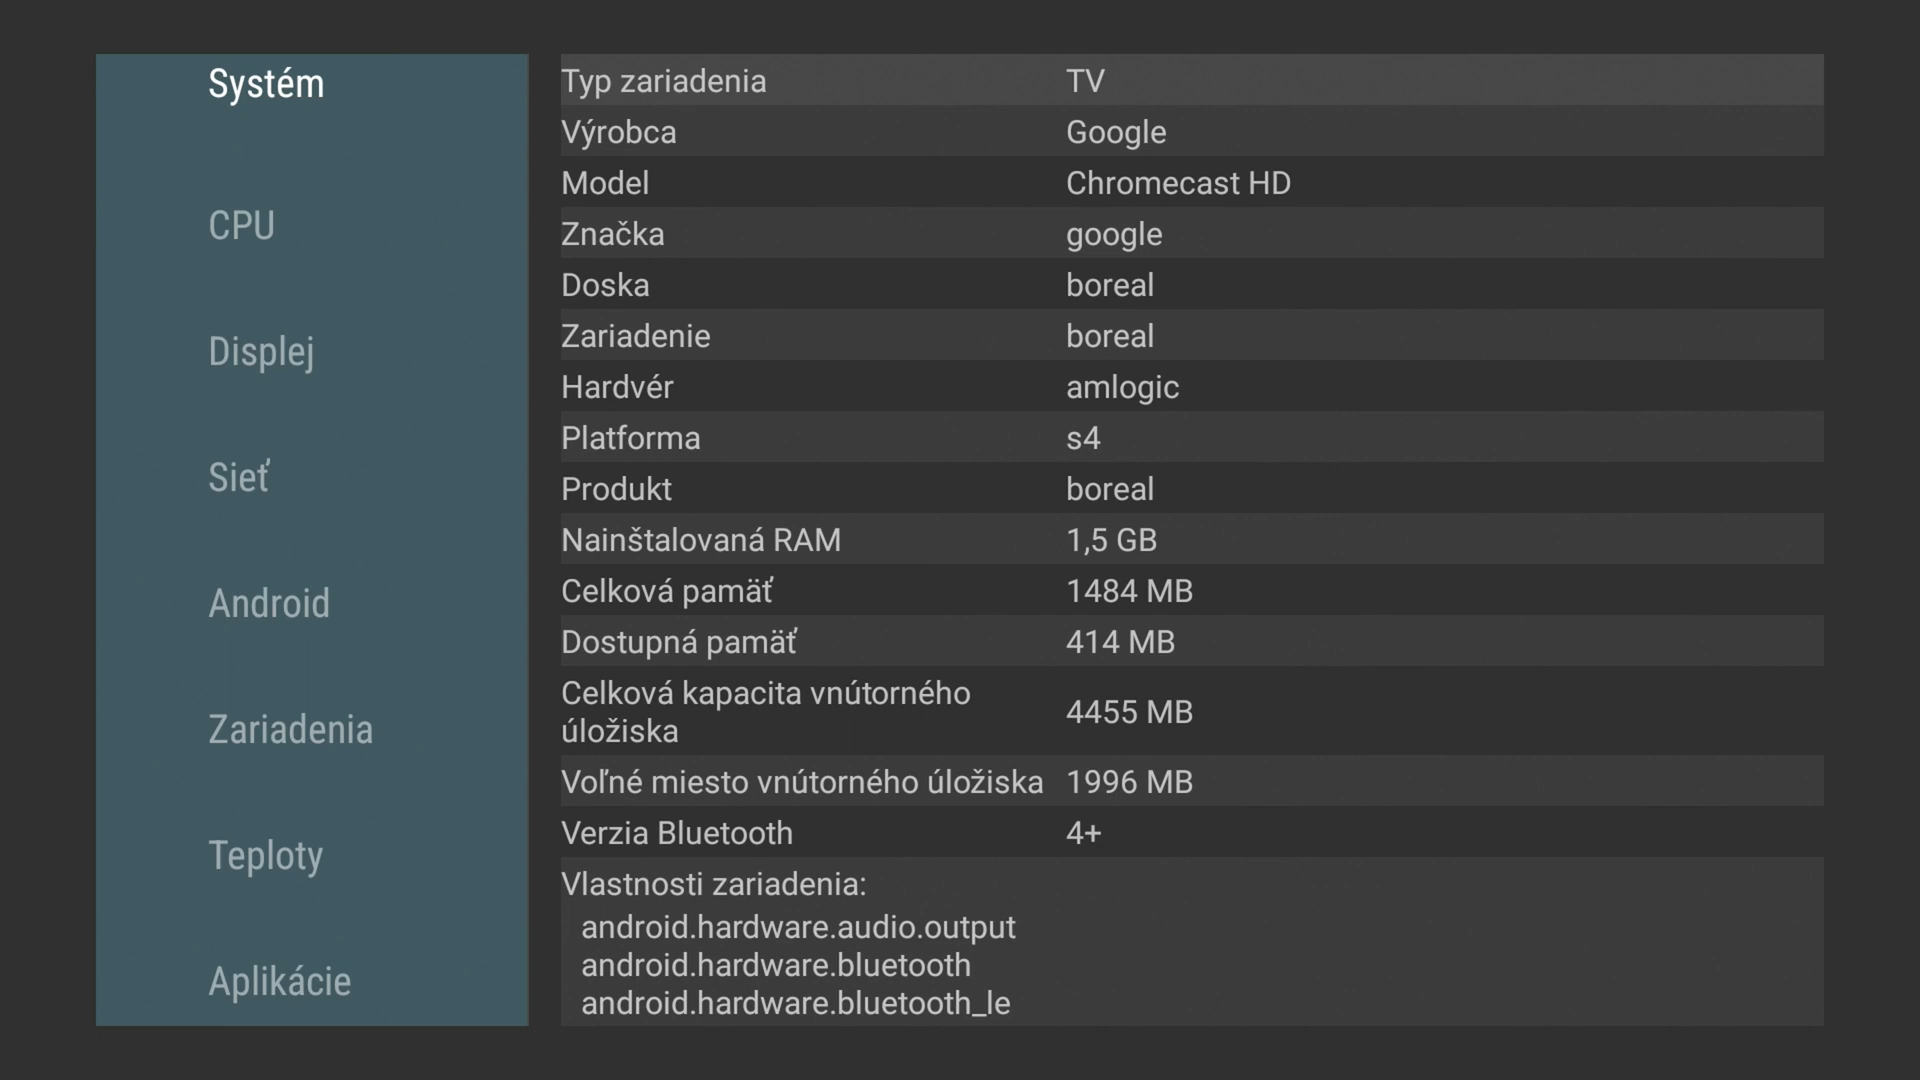 Systém
CPU
Displej
Sieť
Android
Zariadenia
Teploty
Aplikácie
Typ zariadenia TV
Výrobca Google
Model Chromecast HD
Značka google
Doska boreal
Zariadenie boreal
Hardvér amlogic
Platforma s4
Produkt boreal
Nainštalovaná RAM 1,5 GB
Celková pamäť 1484 MB
Dostupná pamäť 414 MB
Celková kapacita vnútorného
úložiska 4455 MB
Voľné miesto vnútorného úložiska 1996 MB
Verzia Bluetooth 4+
Vlastnosti zariadenia:
android.hardware.audio.output
android.hardware.bluetooth
android.hardware.bluetooth_le